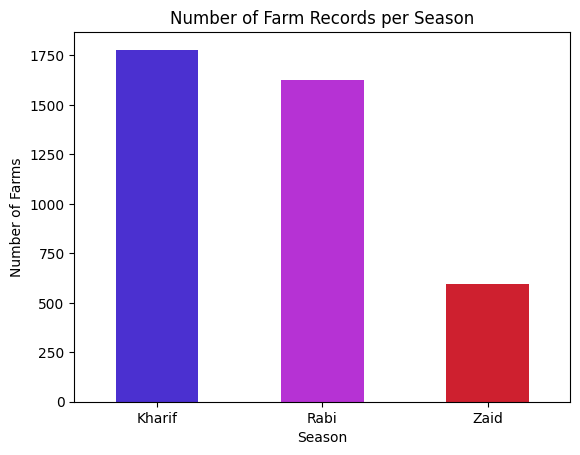 Number of Farm Records per Season
Number of Farms
1750
1500
1250
1000
750
500
250
0
Kharif
Rabi
Zaid
Season